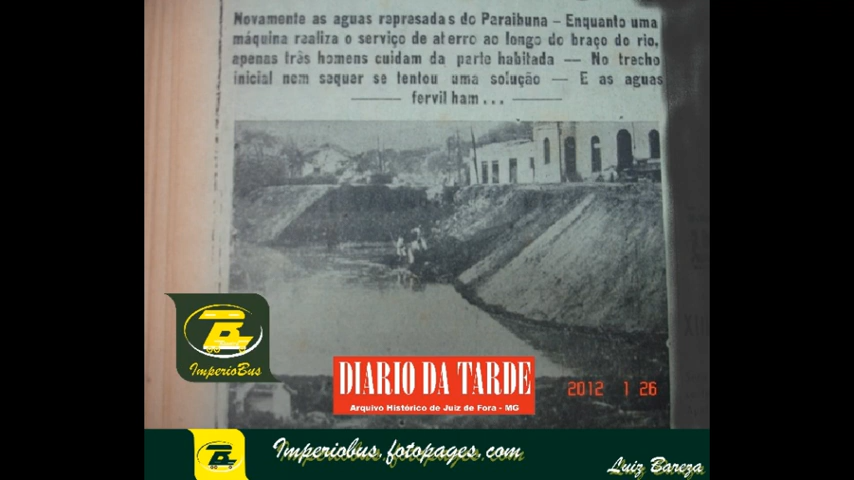 Novamente as aguas represadas do Paraibuna - Enquanto uma
máquina realiza o serviço de aterro ao longo do braço do rio,
apenas três homens cuidam da parte habitada — No trecho
inicial nem sequer se tentou uma solução — E as aguas
fervilham...
ImperioBus
DIARIO DA TARDE
Arquivo Histórico de Juiz de Fora - MG
2012 1 26
Imperiobus.fotopages.com
Luiz Bareza